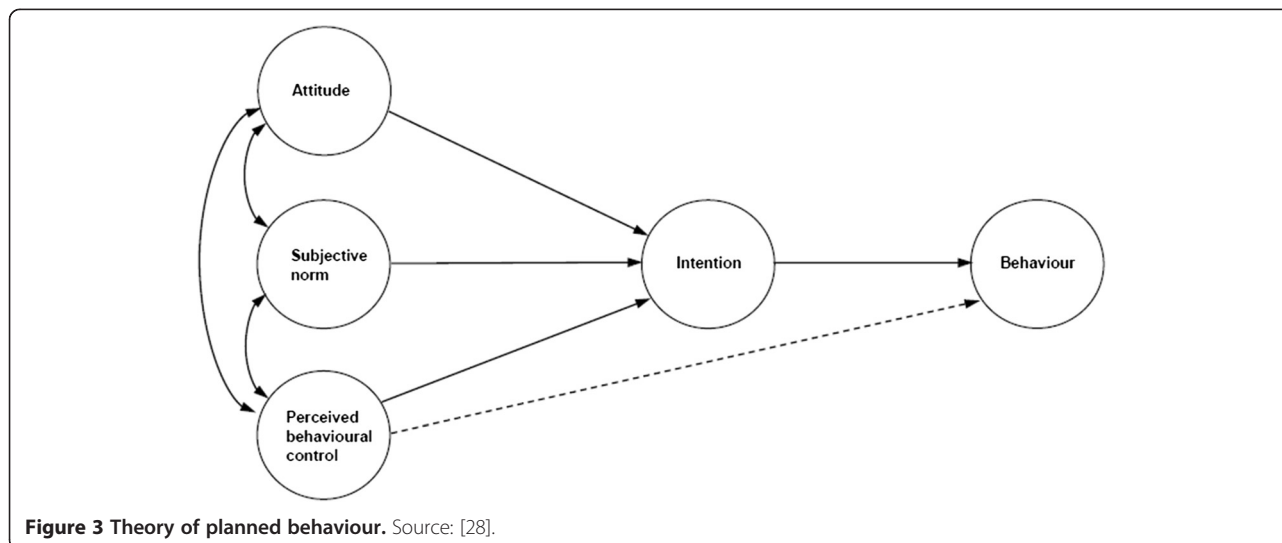 Attitude
Subjective
norm
Intention
Behaviour
Perceived
behavioural
control
Figure 3 Theory of planned behaviour. Source: [28].